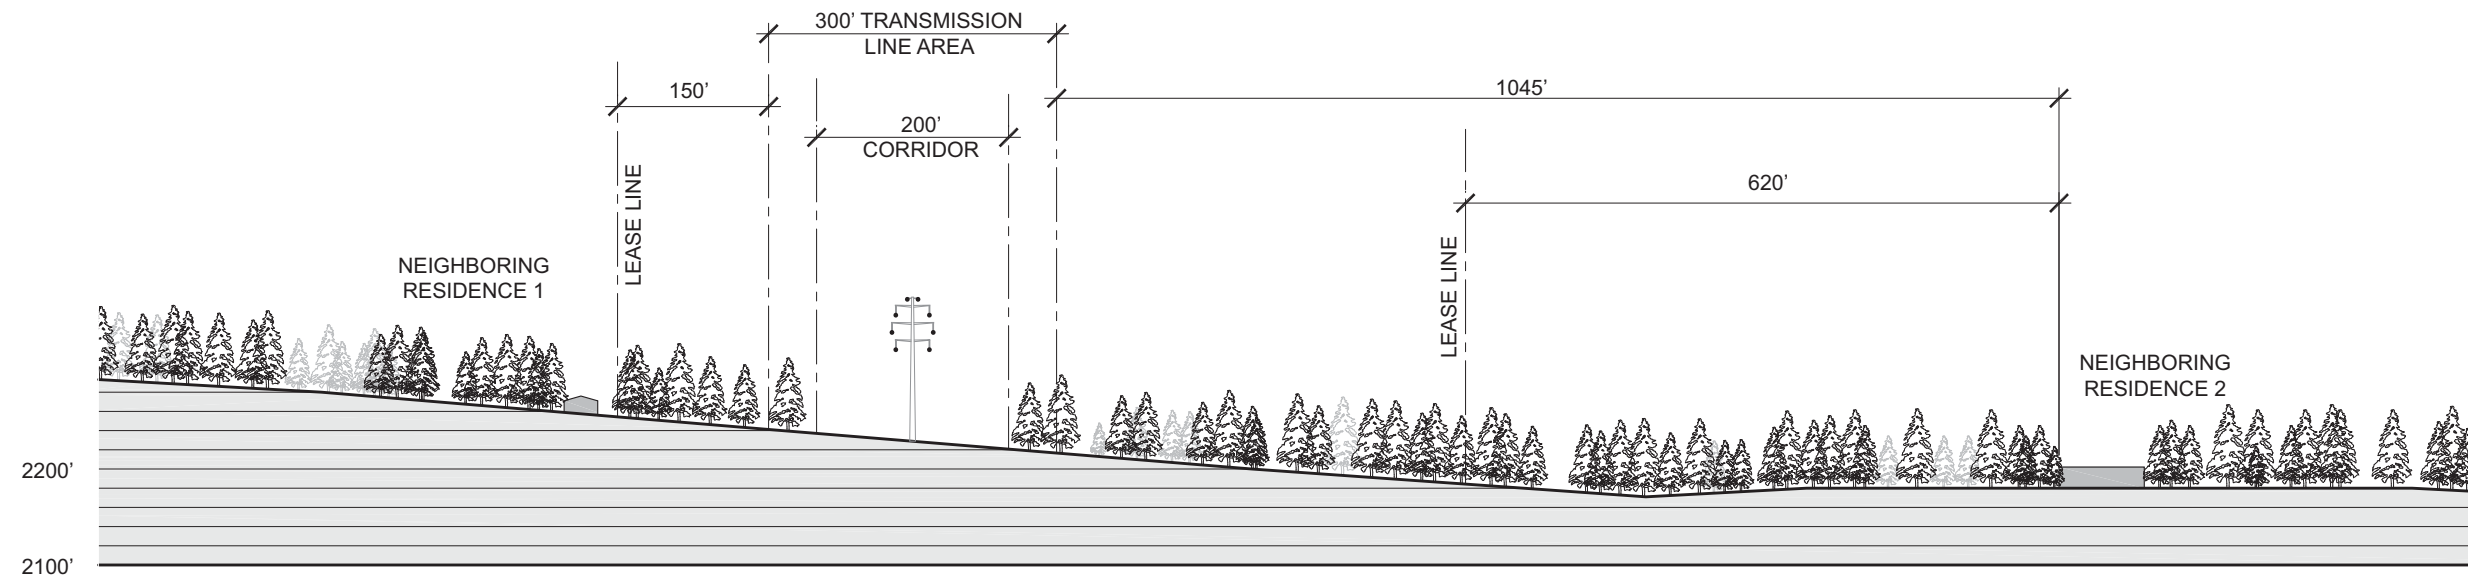 300’ TRANSMISSION
LINE AREA
150’
1045’
200’
CORRIDOR
LEASE LINE
620’
LEASE LINE
NEIGHBORING
RESIDENCE 1
NEIGHBORING
RESIDENCE 2
2200’
2100’